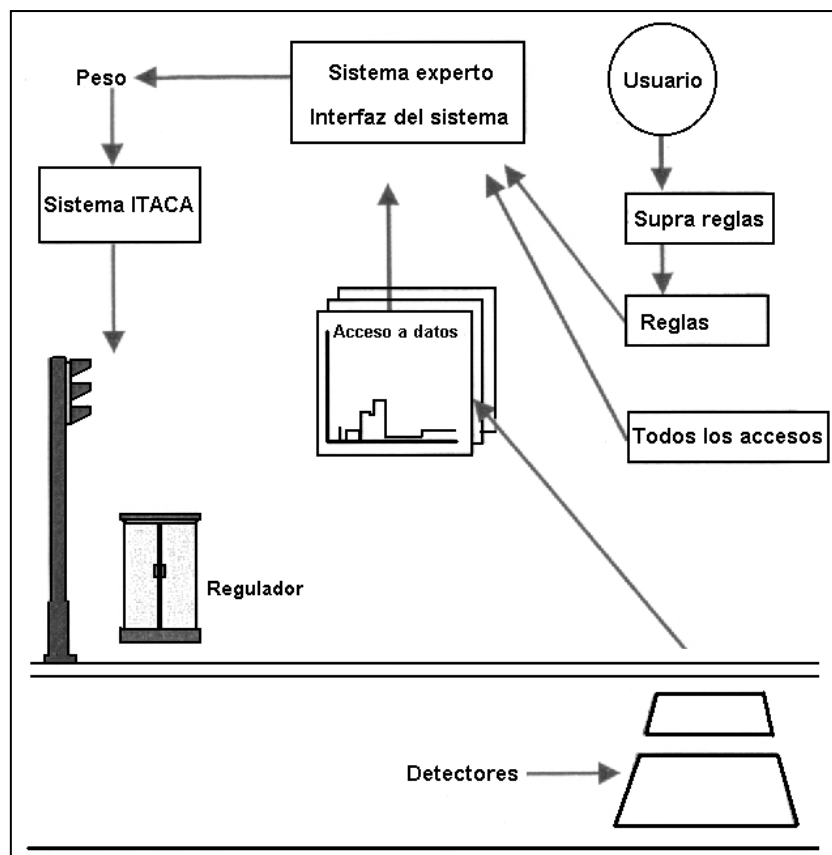 Peso
Sistema experto
Interfaz del sistema
Usuario
Sistema ITACA
Supra reglas
Reglas
Acceso a datos
Todos los accesos
Regulador
Detectores